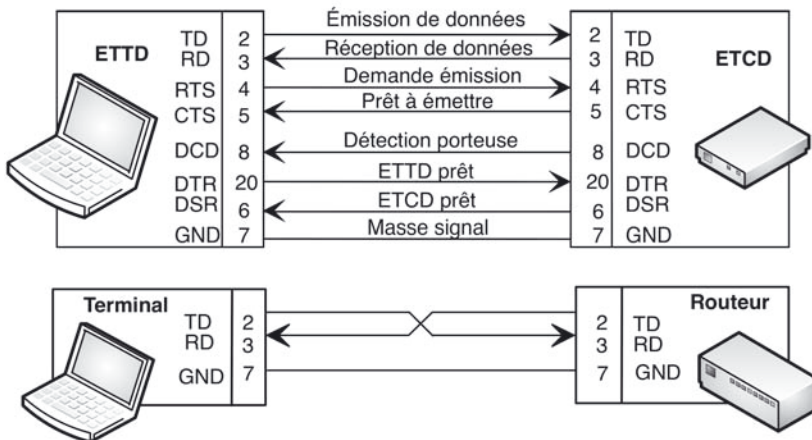 Émission de données
ETTD TD 2 2 TD ETCD
Réception de données
RD 3 3 RD
Demande émission
RTS 4 4 RTS
Prêt à émettre
CTS 5 5 CTS
Détection porteuse
DCD 8 8 DCD
ETTD prêt
DTR 20 20 DTR
ETCD prêt
DSR 6 6 DSR
Masse signal
GND 7 7 GND
Terminal Routeur
TD 2 2 TD
RD 3 3 RD
GND 7 7 GND